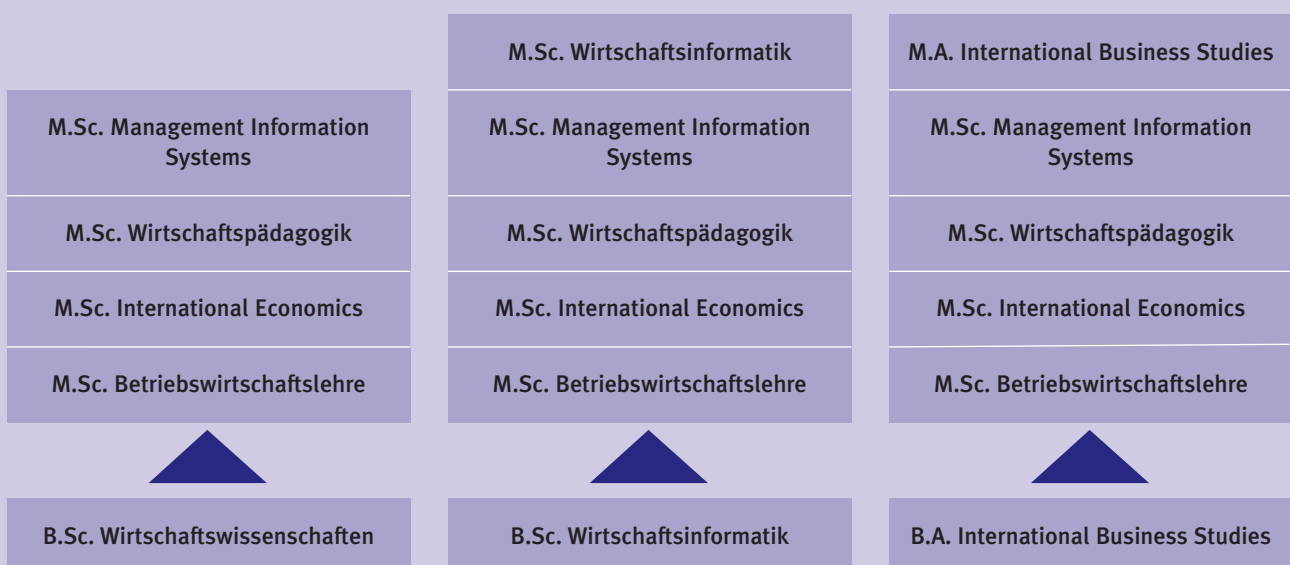 M.Sc. Management Information
Systems
M.Sc. Wirtschaftspädagogik
M.Sc. International Economics
M.Sc. Betriebswirtschaftslehre
B.Sc. Wirtschaftswissenschaften
M.Sc. Wirtschaftsinformatik
M.Sc. Management Information
Systems
M.Sc. Wirtschaftspädagogik
M.Sc. International Economics
M.Sc. Betriebswirtschaftslehre
B.Sc. Wirtschaftsinformatik
M.A. International Business Studies
M.Sc. Management Information
Systems
M.Sc. Wirtschaftspädagogik
M.Sc. International Economics
M.Sc. Betriebswirtschaftslehre
B.A. International Business Studies